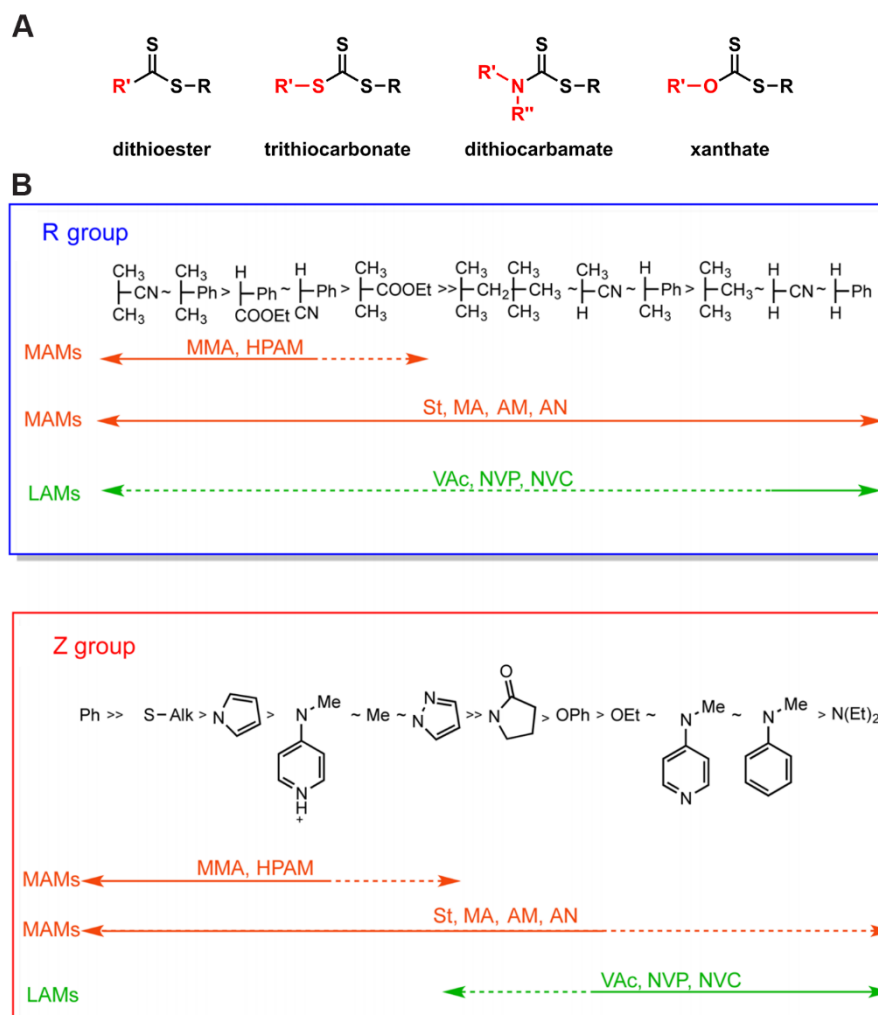 A
S S S S
R' S–R R'–S S–R R' N S–R R'–O S–R
R"
dithioester trithiocarbonate dithiocarbamate xanthate
B
R group
CH₃ CH₃ H H CH₃ CH₃ CH₃ H H CH₃ H H
CN~ Ph> Ph~ Ph> COOEt >> CH₂ CH₃ ~ CN~ Ph> CH₃~ CN~ Ph
CH₃ CH₃ COOEt CN CH₃ CH₃ CH₃ H CH₃ CH₃ H H
MAMs MMA, HPAM
MAMs St, MA, AM, AN
LAMs VAc, NVP, NVC
Z group
Ph >> S–Alk > N > N Me ~ Me ~ N N >> N O > OPh > OEt ~ N Me ~ N Me > N(Et)₂
N H + N
MAMs MMA, HPAM
MAMs St, MA, AM, AN
LAMs VAc, NVP, NVC